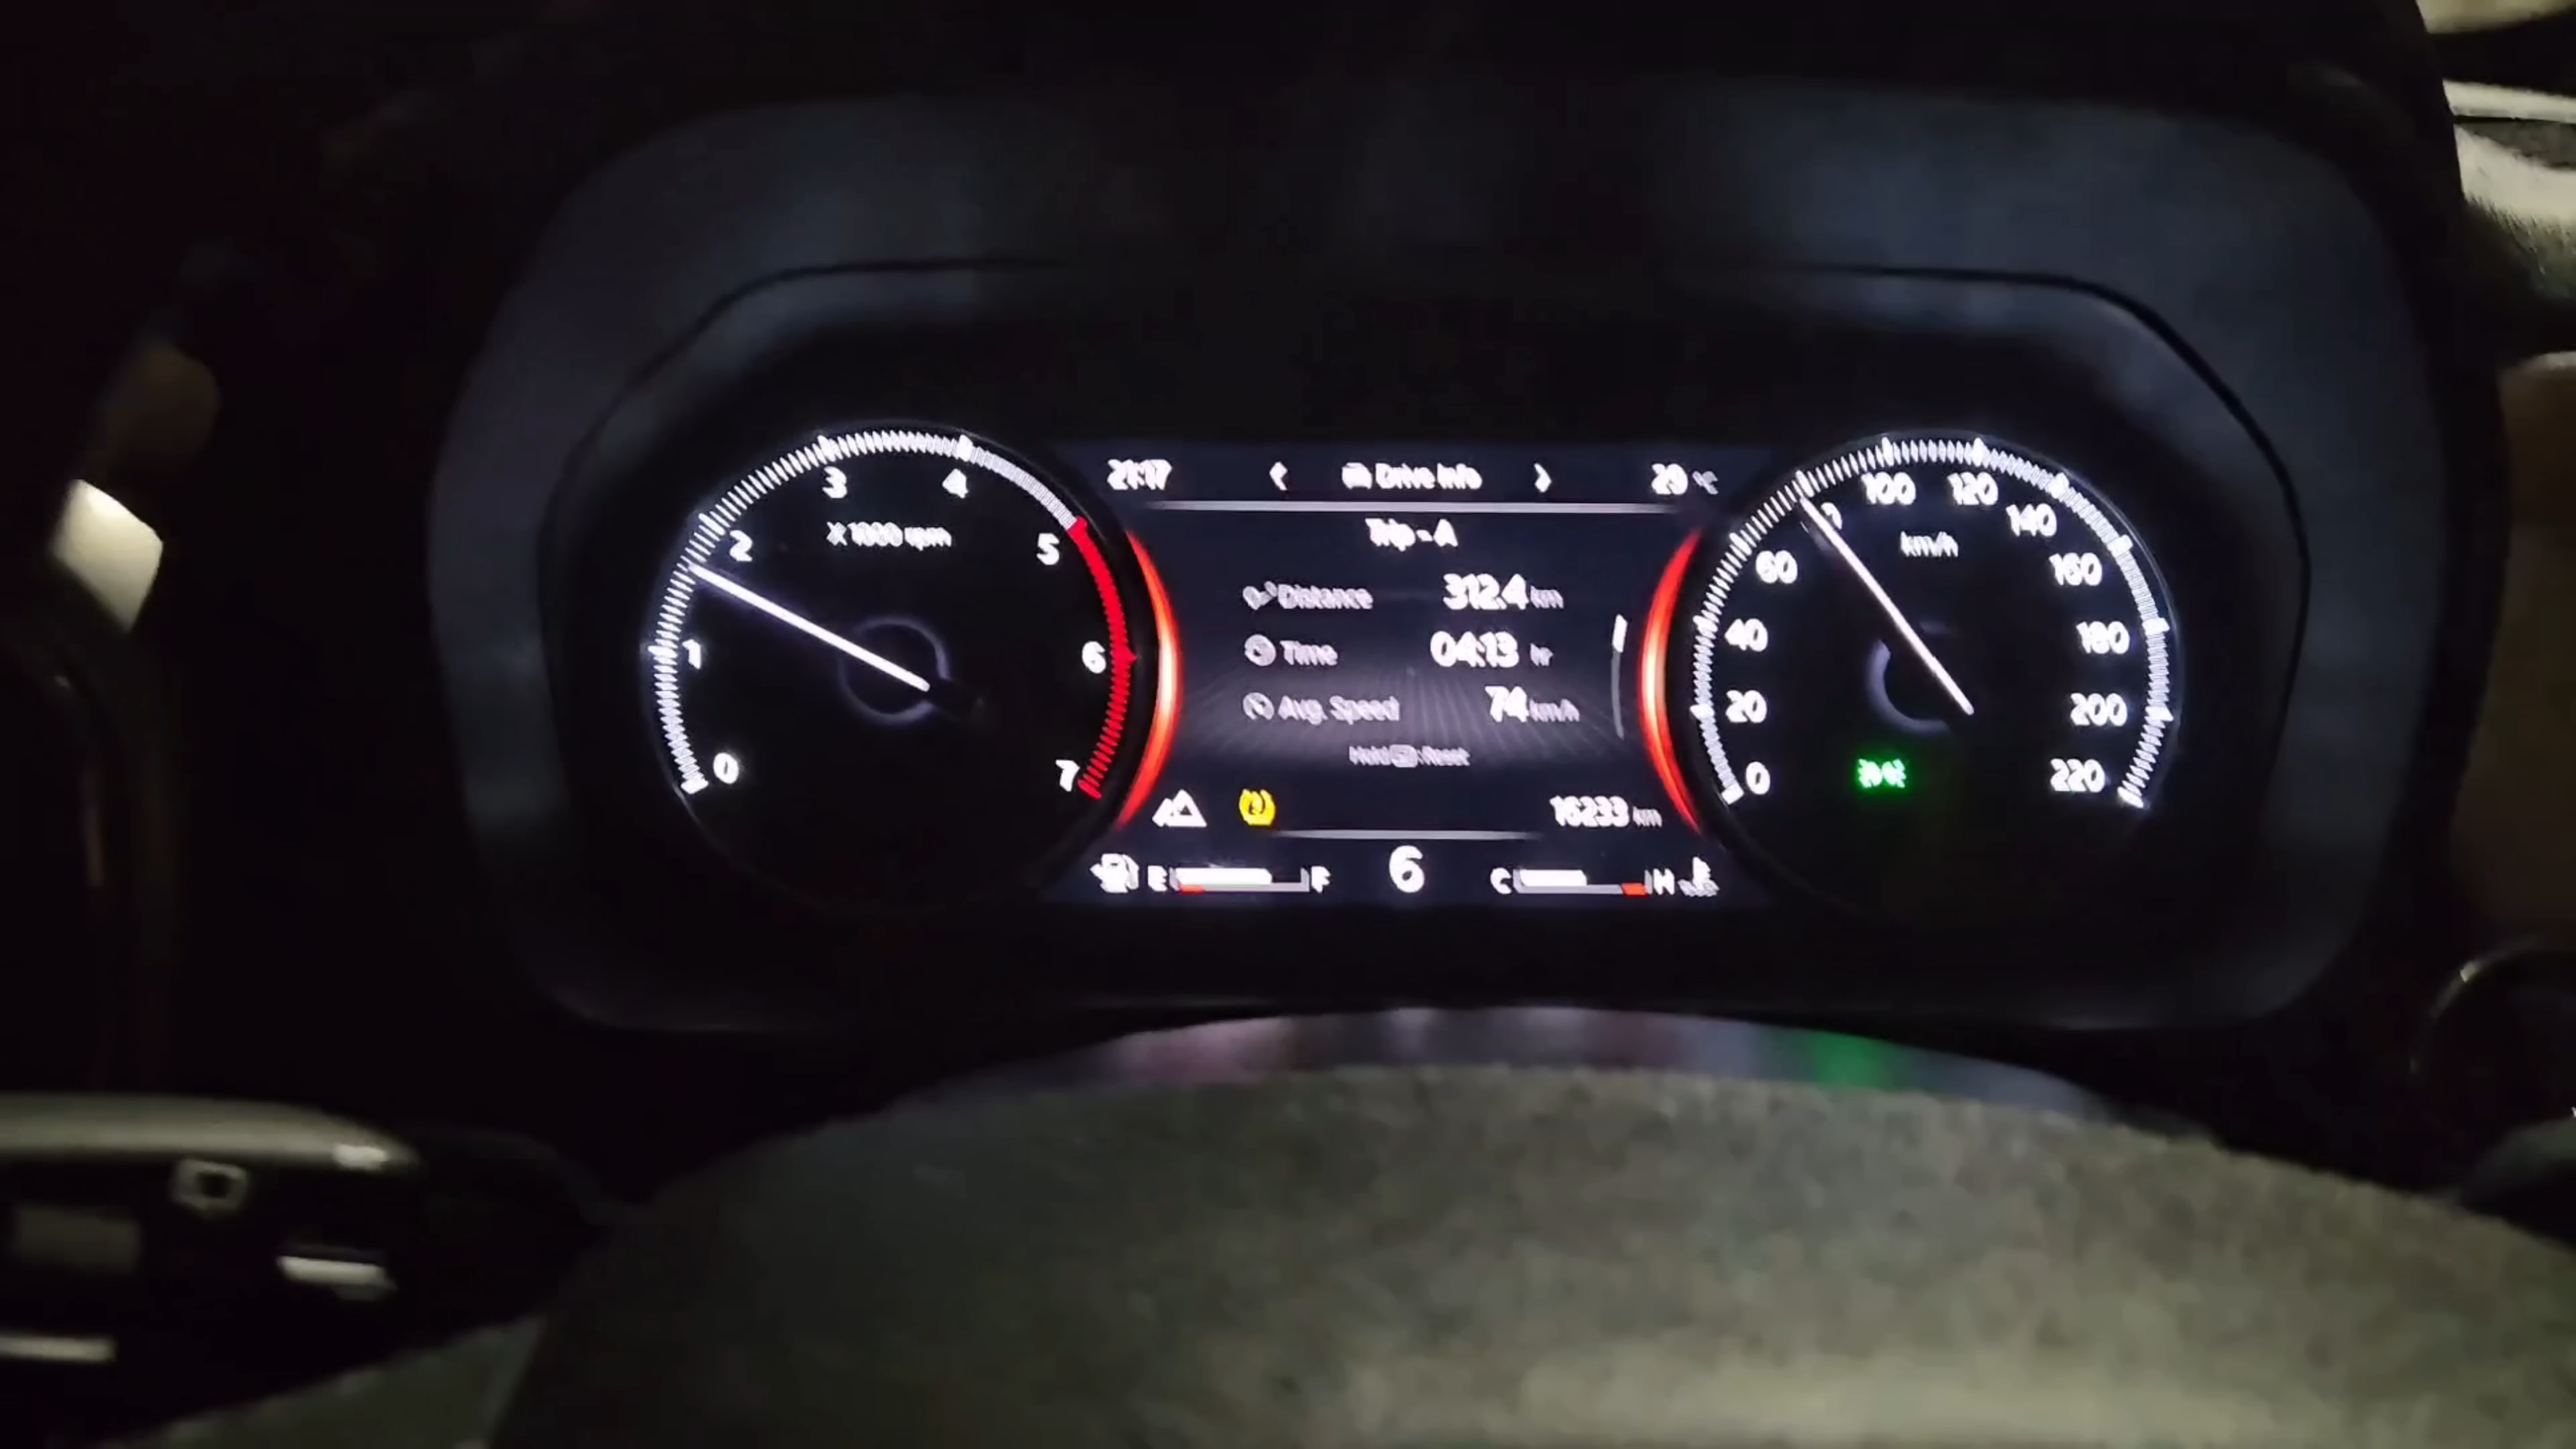 21:17 Drive Info 29 °C
Trip - A
Distance 312.4 km
Time 04:13 hr
Avg. Speed 74 km/h
Hold : Reset
16233 km
E F 6 C H
0 1 2 3 4 5 6 7
X 1000 rpm
0 20 40 60 100 120 140 160 180 200 220
km/h